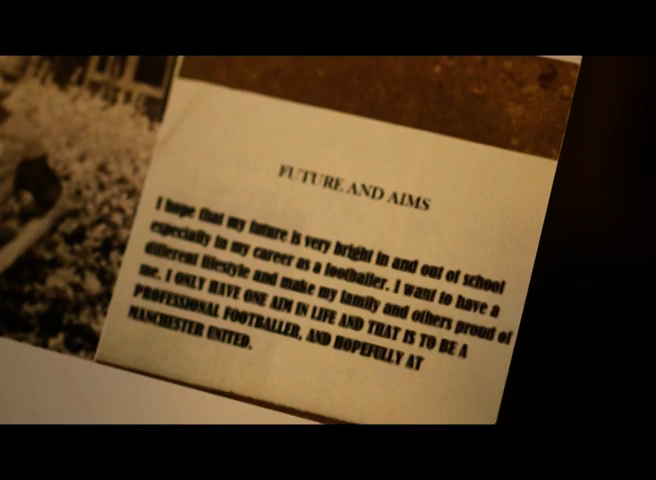 FUTURE AND AIMS
I hope that my future is very bright in and out of school
especially in my career as a footballer. I want to have a
different lifestyle and make my family and others proud of
me. I ONLY HAVE ONE AIM IN LIFE AND THAT IS TO BE A
PROFESSIONAL FOOTBALLER, AND HOPEFULLY AT
MANCHESTER UNITED.